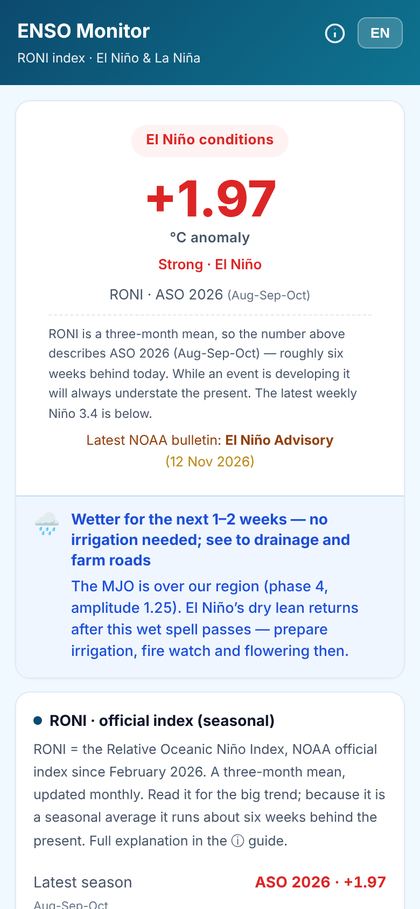 ENSO Monitor
EN
RONI index · El Niño & La Niña
El Niño conditions
+1.97
°C anomaly
Strong · El Niño
RONI · ASO 2026 (Aug-Sep-Oct)
RONI is a three-month mean, so the number above
describes ASO 2026 (Aug-Sep-Oct) — roughly six
weeks behind today. While an event is developing it
will always understate the present. The latest weekly
Niño 3.4 is below.
Latest NOAA bulletin: El Niño Advisory
(12 Nov 2026)
Wetter for the next 1–2 weeks — no
irrigation needed; see to drainage and
farm roads
The MJO is over our region (phase 4,
amplitude 1.25). El Niño’s dry lean returns
after this wet spell passes — prepare
irrigation, fire watch and flowering then.
RONI · official index (seasonal)
RONI = the Relative Oceanic Niño Index, NOAA official
index since February 2026. A three-month mean,
updated monthly. Read it for the big trend; because it is
a seasonal average it runs about six weeks behind the
present. Full explanation in the ⓘ guide.
Latest season
ASO 2026 · +1.97
Aug-Sep-Oct